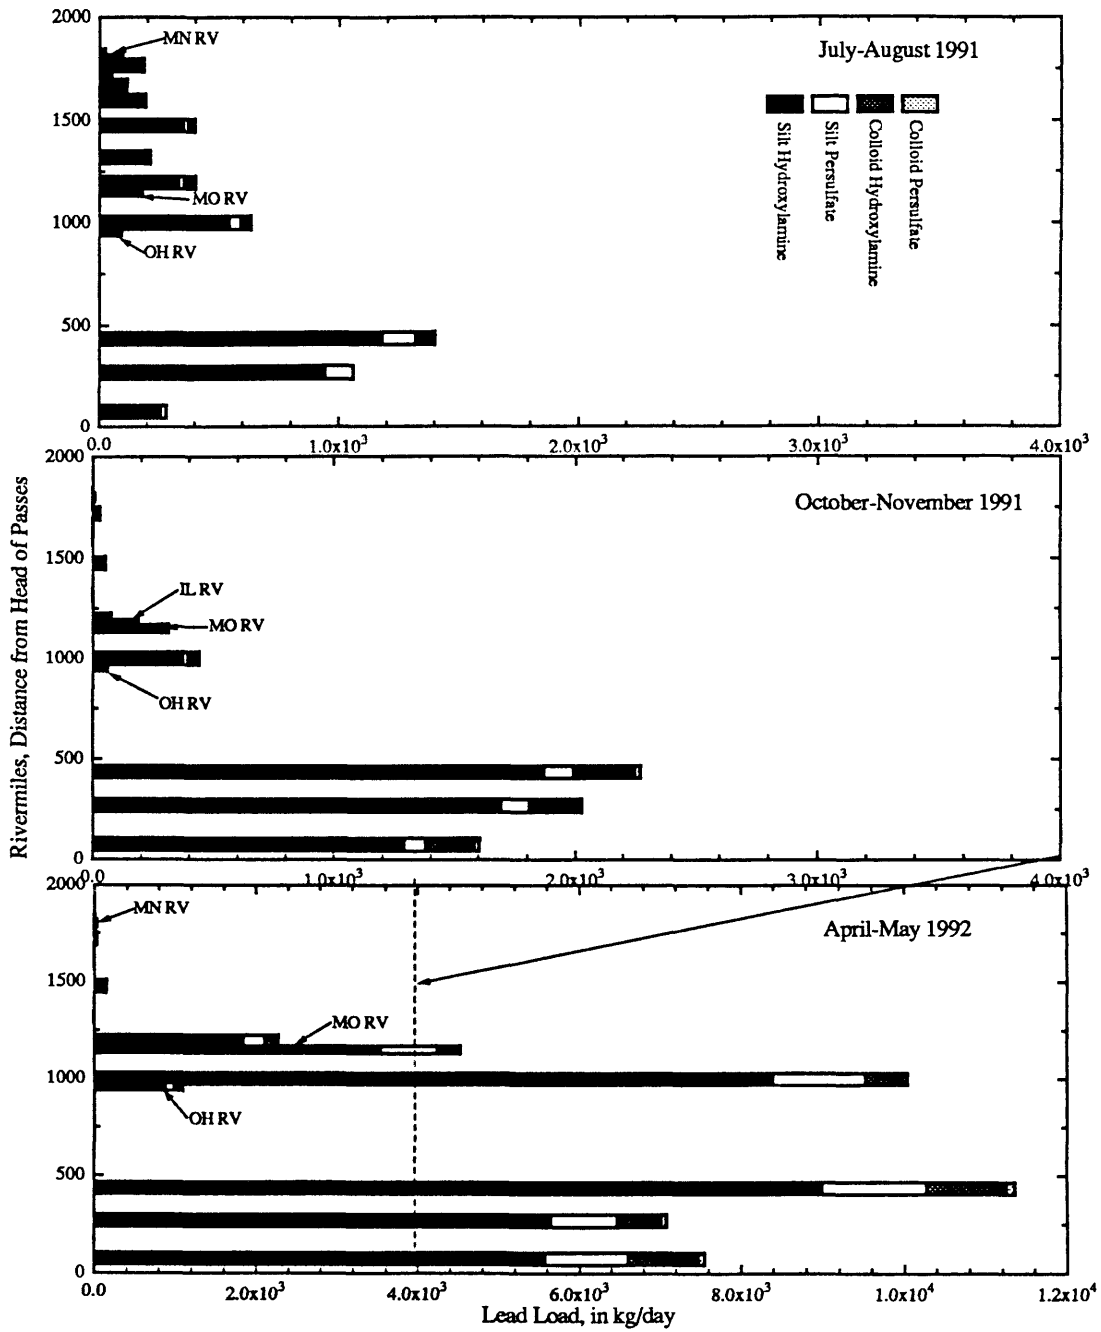 2000
MN RV
July-August 1991
1500
Silt Hydroxylamine
Silt Persulfate
Colloid Hydroxylamine
Colloid Persulfate
MO RV
1000
OH RV
500
0
0.0 1.0x10³ 2.0x10³ 3.0x10³ 4.0x10³
Rivermiles, Distance from Head of Passes
2000
October-November 1991
1500
IL RV
MO RV
1000
OH RV
500
0
0.0 1.0x10³ 2.0x10³ 3.0x10³ 4.0x10³
2000
MN RV
April-May 1992
1500
MO RV
1000
OH RV
500
0
0.0 2.0x10³ 4.0x10³ 6.0x10³ 8.0x10³ 1.0x10⁴ 1.2x10⁴
Lead Load, in kg/day